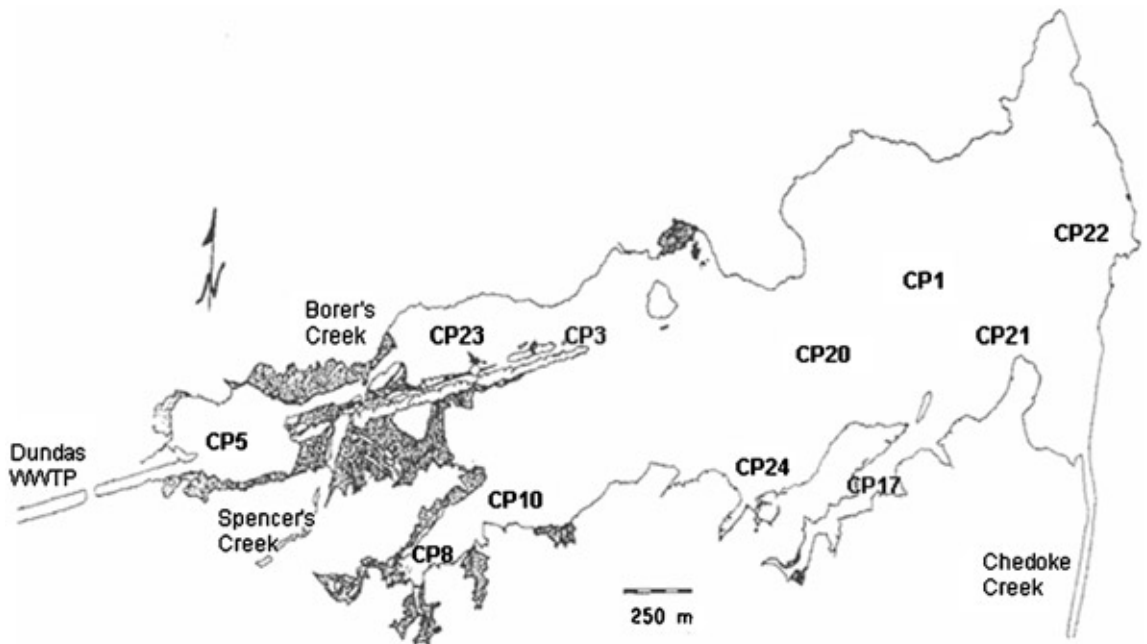 CP22
CP1
Borer's
Creek
CP23
CP3
CP21
CP20
CP5
Dundas
WWTP
CP24
CP17
CP10
Spencer's
Creek
CP8
Chedoke
Creek
250 m
N